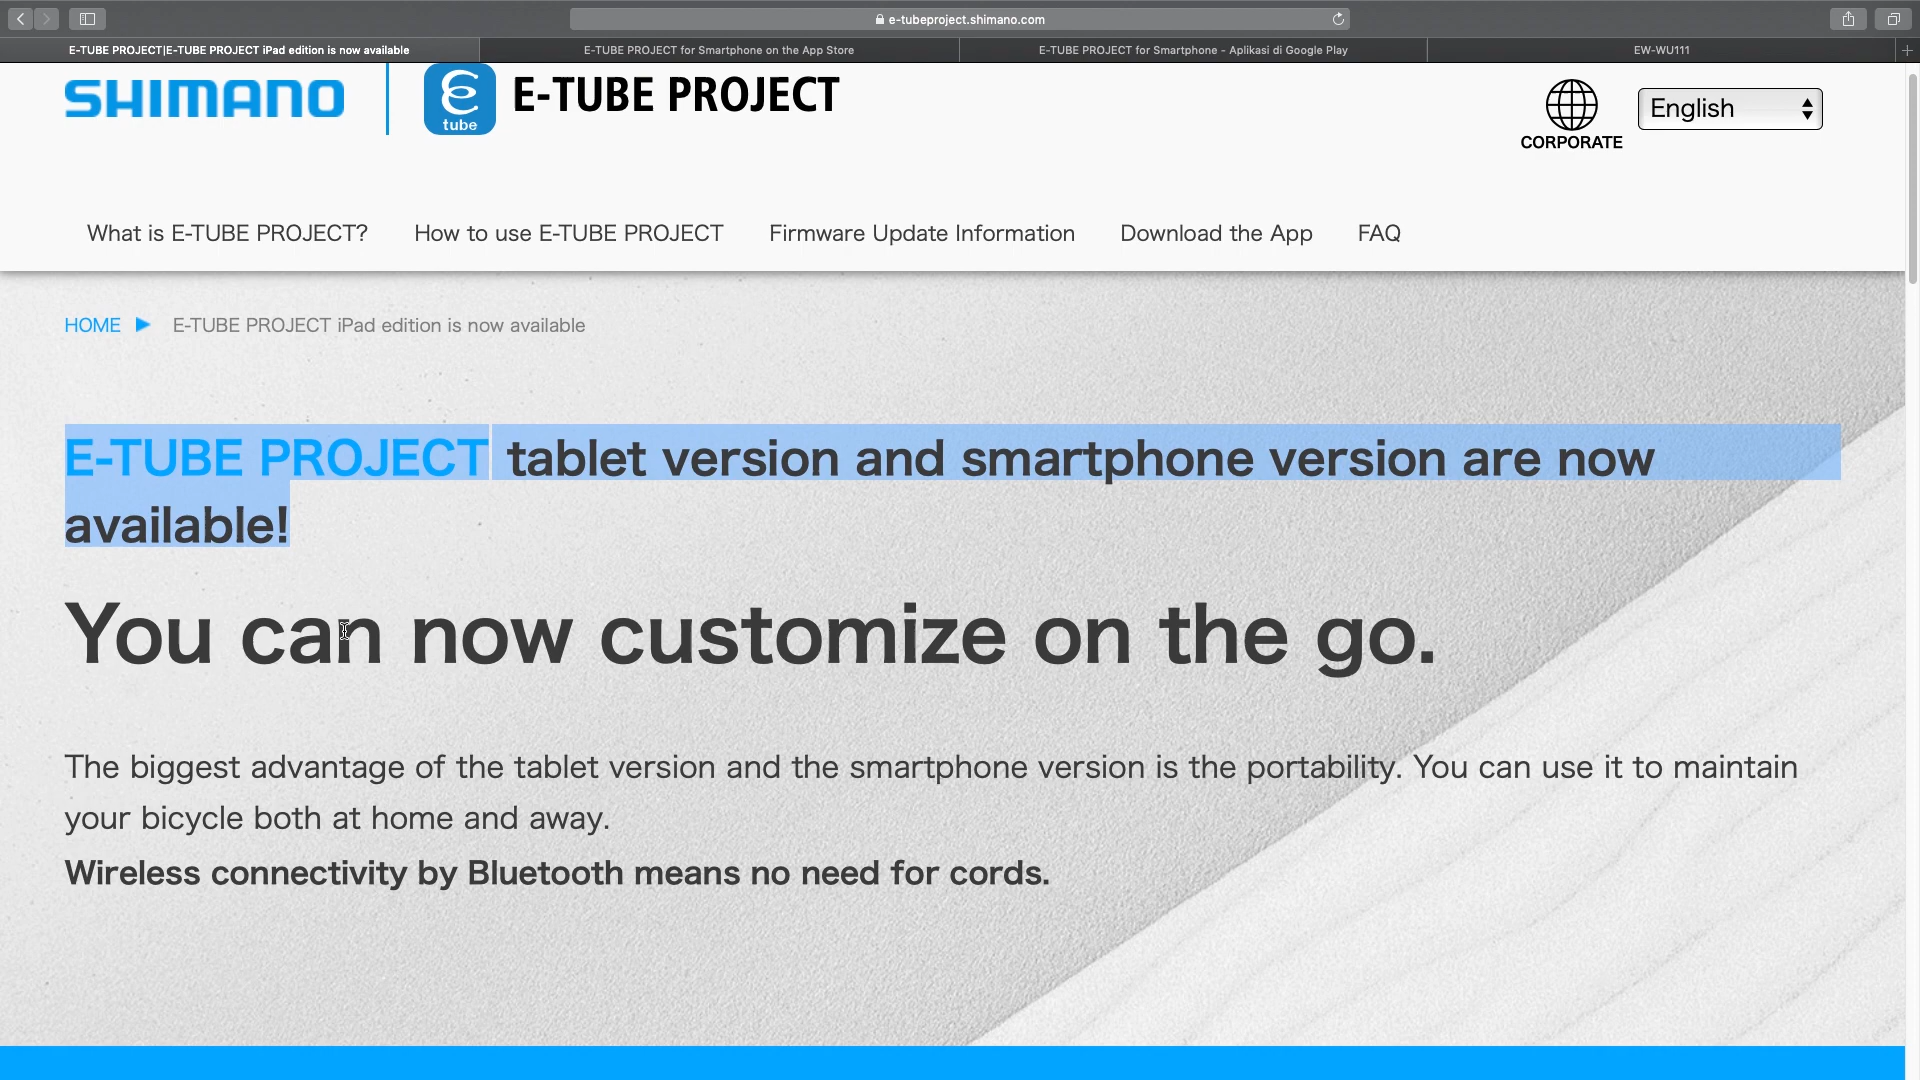 e-tubeproject.shimano.com
E-TUBE PROJECT|E-TUBE PROJECT iPad edition is now available
E-TUBE PROJECT for Smartphone on the App Store
E-TUBE PROJECT for Smartphone - Aplikasi di Google Play
EW-WU111
SHIMANO
e tube
E-TUBE PROJECT
CORPORATE
English
What is E-TUBE PROJECT?
How to use E-TUBE PROJECT
Firmware Update Information
Download the App
FAQ
HOME
E-TUBE PROJECT iPad edition is now available
E-TUBE PROJECT tablet version and smartphone version are now
available!
You can now customize on the go.
The biggest advantage of the tablet version and the smartphone version is the portability. You can use it to maintain
your bicycle both at home and away.
Wireless connectivity by Bluetooth means no need for cords.